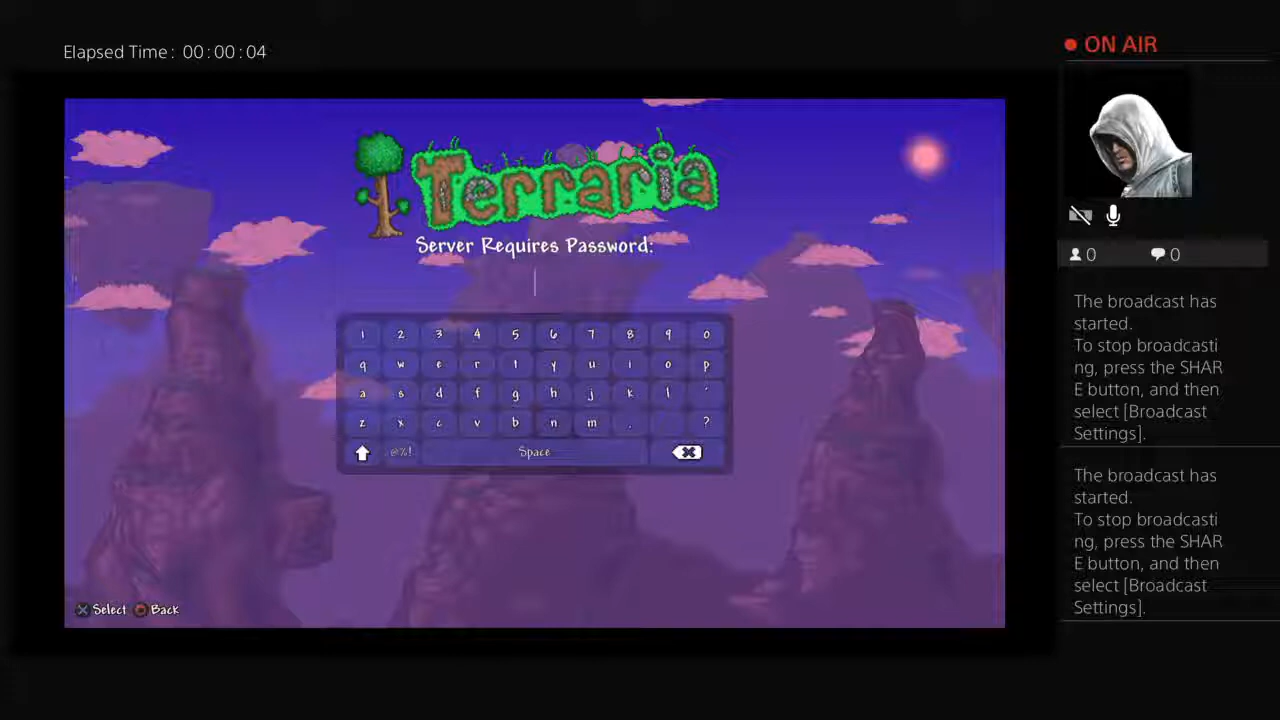 Elapsed Time: 00:00:04
ON AIR
Terraria
Server Requires Password:
1 2 3 4 5 6 7 8 9 0
q w e r t y u i o p
a s d f g h j k l '
z x c v b n m . ?
@%! Space
Select Back
0 0
The broadcast has
started.
To stop broadcasti
ng, press the SHAR
E button, and then
select [Broadcast
Settings].
The broadcast has
started.
To stop broadcasti
ng, press the SHAR
E button, and then
select [Broadcast
Settings].